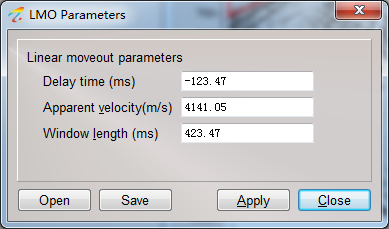 LMO Parameters
Linear moveout parameters
Delay time (ms) -123.47
Apparent velocity(m/s) 4141.05
Window length (ms) 423.47
Open Save Apply Close